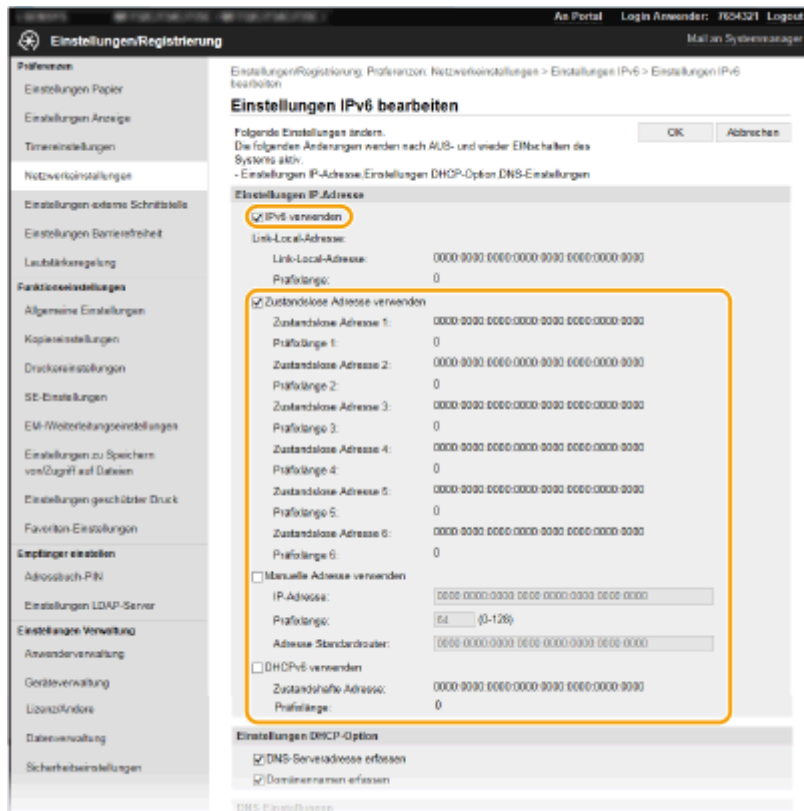 An Portal Login Anwender: 7654321 Logout
Einstellungen/Registrierung
Mail an Systemmanager
Präferenzen
Einstellungen Papier
Einstellungen Anzeige
Timereinstellungen
Netzwerkeinstellungen
Einstellungen externe Schnittstelle
Einstellungen Barrierefreiheit
Lautstärkeregelung
Funktionseinstellungen
Allgemeine Einstellungen
Kopiereinstellungen
Druckereinstellungen
SE-Einstellungen
EM-/Weiterleitungseinstellungen
Einstellungen zu Speichern
von/Zugriff auf Dateien
Einstellungen geschützter Druck
Favoriten-Einstellungen
Empfänger einstellen
Adressbuch-PIN
Einstellungen LDAP-Server
Einstellungen Verwaltung
Anwenderverwaltung
Geräteverwaltung
Lizenz/Andere
Datenverwaltung
Sicherheitseinstellungen
Einstellungen/Registrierung: Präferenzen: Netzwerkeinstellungen > Einstellungen IPv6 > Einstellungen IPv6
bearbeiten
Einstellungen IPv6 bearbeiten
Folgende Einstellungen ändern.
Die folgenden Änderungen werden nach AUS- und wieder EINschalten des
Systems aktiv.
- Einstellungen IP-Adresse,Einstellungen DHCP-Option,DNS-Einstellungen
OK Abbrechen
Einstellungen IP-Adresse
IPv6 verwenden
Link-Local-Adresse:
Link-Local-Adresse: 0000:0000:0000:0000:0000:0000:0000:0000
Präfixlänge: 0
Zustandslose Adresse verwenden
Zustandslose Adresse 1: 0000:0000:0000:0000:0000:0000:0000:0000
Präfixlänge 1: 0
Zustandslose Adresse 2: 0000:0000:0000:0000:0000:0000:0000:0000
Präfixlänge 2: 0
Zustandslose Adresse 3: 0000:0000:0000:0000:0000:0000:0000:0000
Präfixlänge 3: 0
Zustandslose Adresse 4: 0000:0000:0000:0000:0000:0000:0000:0000
Präfixlänge 4: 0
Zustandslose Adresse 5: 0000:0000:0000:0000:0000:0000:0000:0000
Präfixlänge 5: 0
Zustandslose Adresse 6: 0000:0000:0000:0000:0000:0000:0000:0000
Präfixlänge 6: 0
Manuelle Adresse verwenden
IP-Adresse: 0000:0000:0000:0000:0000:0000:0000:0000
Präfixlänge: 64 (0-128)
Adresse Standardrouter: 0000:0000:0000:0000:0000:0000:0000:0000
DHCPv6 verwenden
Zustandshafte Adresse: 0000:0000:0000:0000:0000:0000:0000:0000
Präfixlänge: 0
Einstellungen DHCP-Option
DNS-Serveradresse erfassen
Domänennamen erfassen
DNS-Einstellungen